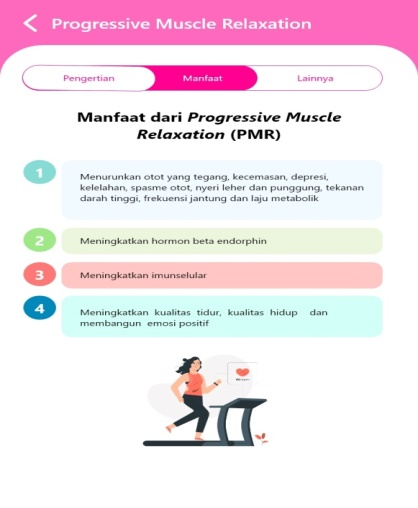 Progressive Muscle Relaxation
Pengertian
Manfaat
Lainnya
Manfaat dari Progressive Muscle
Relaxation (PMR)
1
Menurunkan otot yang tegang, kecemasan, depresi,
kelelahan, spasme otot, nyeri leher dan punggung, tekanan
darah tinggi, frekuensi jantung dan laju metabolik
2
Meningkatkan hormon beta endorphin
3
Meningkatkan imunselular
4
Meningkatkan kualitas tidur, kualitas hidup dan
membangun emosi positif